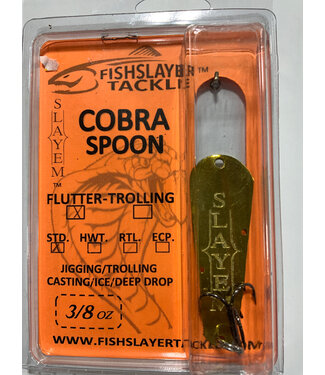 FISHSLAYER™
TACKLE
SLAYEM™
COBRA
SPOON
FLUTTER-TROLLING
STD. HWT. RTL. ECP.
JIGGING/TROLLING
CASTING/ICE/DEEP DROP
3/8 OZ
WWW.FISHSLAYERTACKLE.COM
SLAYEM